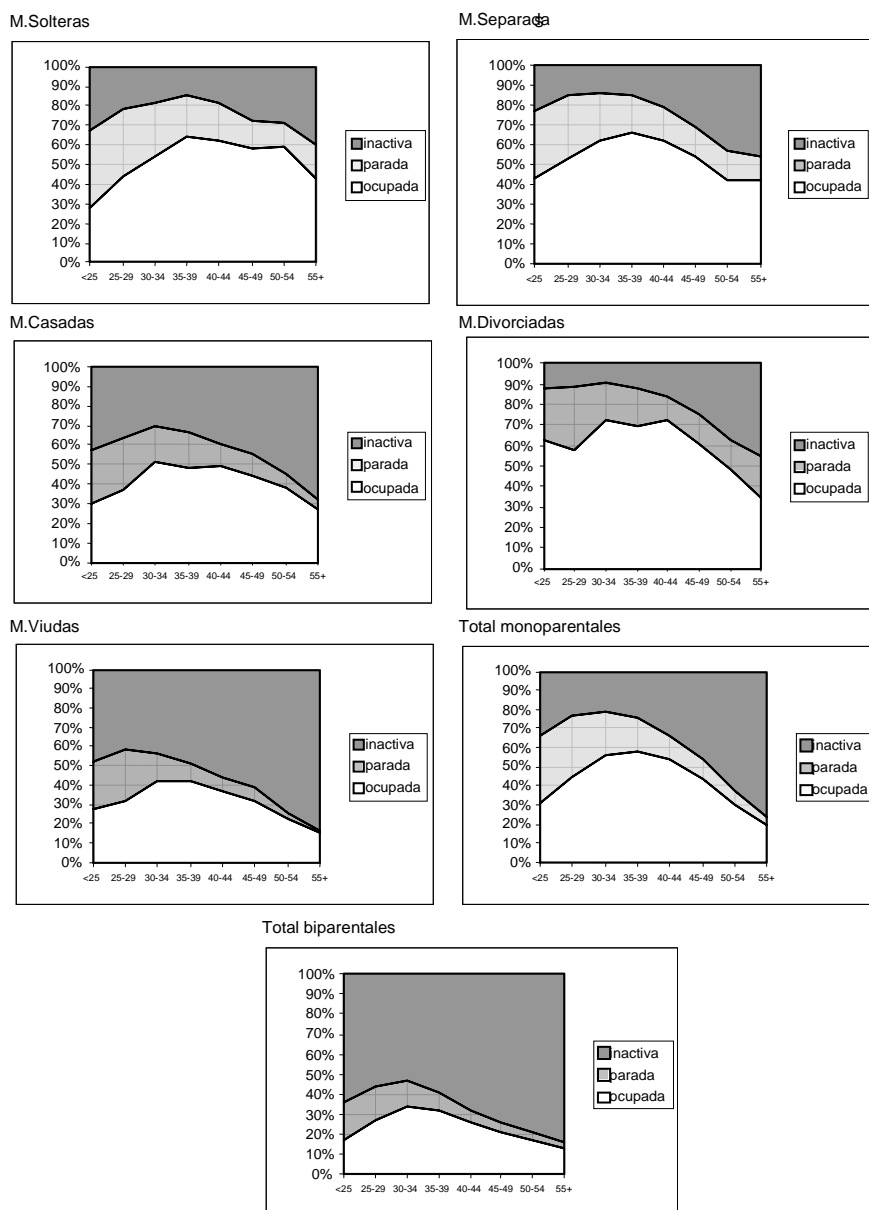 M.Solteras
100%
90%
80%
70%
60%
50%
40%
30%
20%
10%
0%
<25 25-29 30-34 35-39 40-44 45-49 50-54 55+
inactiva
parada
ocupada
M.Separadas
100%
90%
80%
70%
60%
50%
40%
30%
20%
10%
0%
<25 25-29 30-34 35-39 40-44 45-49 50-54 55+
inactiva
parada
ocupada
M.Casadas
100%
90%
80%
70%
60%
50%
40%
30%
20%
10%
0%
<25 25-29 30-34 35-39 40-44 45-49 50-54 55+
inactiva
parada
ocupada
M.Divorciadas
100%
90%
80%
70%
60%
50%
40%
30%
20%
10%
0%
<25 25-29 30-34 35-39 40-44 45-49 50-54 55+
inactiva
parada
ocupada
M.Viudas
100%
90%
80%
70%
60%
50%
40%
30%
20%
10%
0%
<25 25-29 30-34 35-39 40-44 45-49 50-54 55+
inactiva
parada
ocupada
Total monoparentales
100%
90%
80%
70%
60%
50%
40%
30%
20%
10%
0%
<25 25-29 30-34 35-39 40-44 45-49 50-54 55+
inactiva
parada
ocupada
Total biparentales
100%
90%
80%
70%
60%
50%
40%
30%
20%
10%
0%
<25 25-29 30-34 35-39 40-44 45-49 50-54 55+
inactiva
parada
ocupada